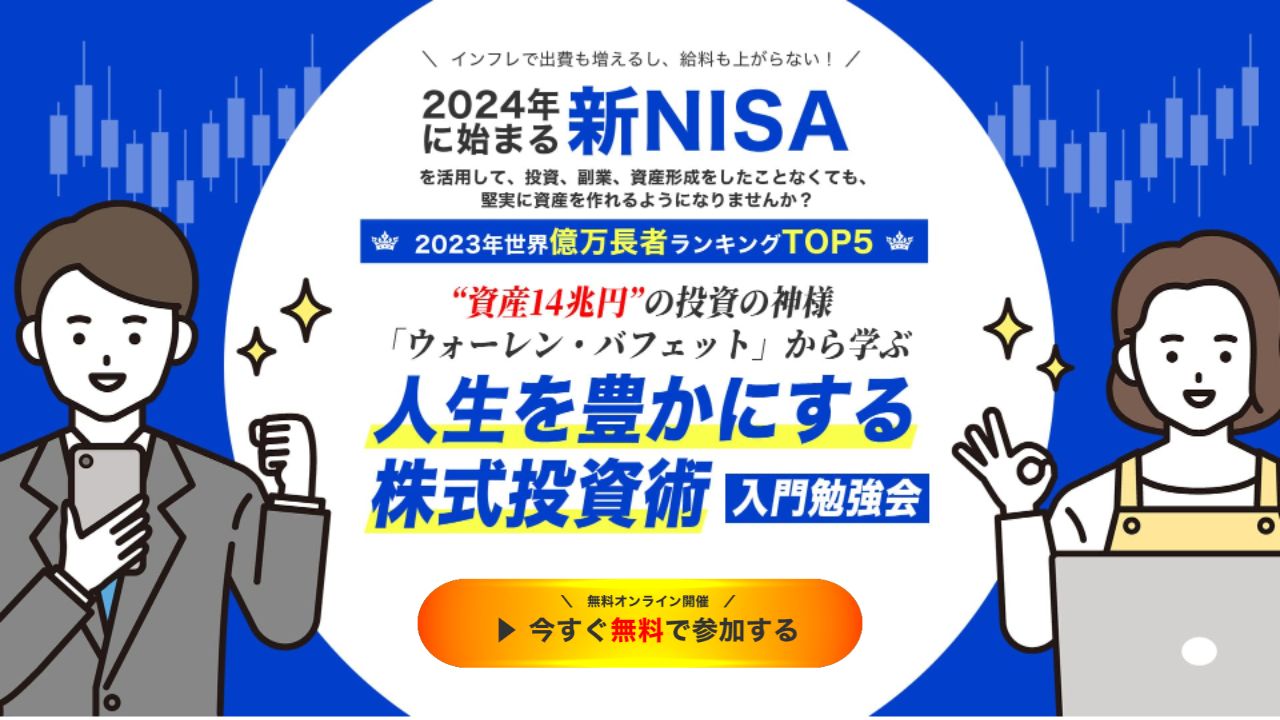 ＼ インフレで出費も増えるし、給料も上がらない！ ／
2024年
に始まる
新NISA
を活用して、投資、副業、資産形成をしたことなくても、
堅実に資産を作れるようになりませんか？
2023年世界億万長者ランキングTOP5
“資産14兆円”の投資の神様
「ウォーレン・バフェット」から学ぶ
人生を豊かにする
株式投資術 入門勉強会
＼ 無料オンライン開催 ／
▶ 今すぐ無料で参加する